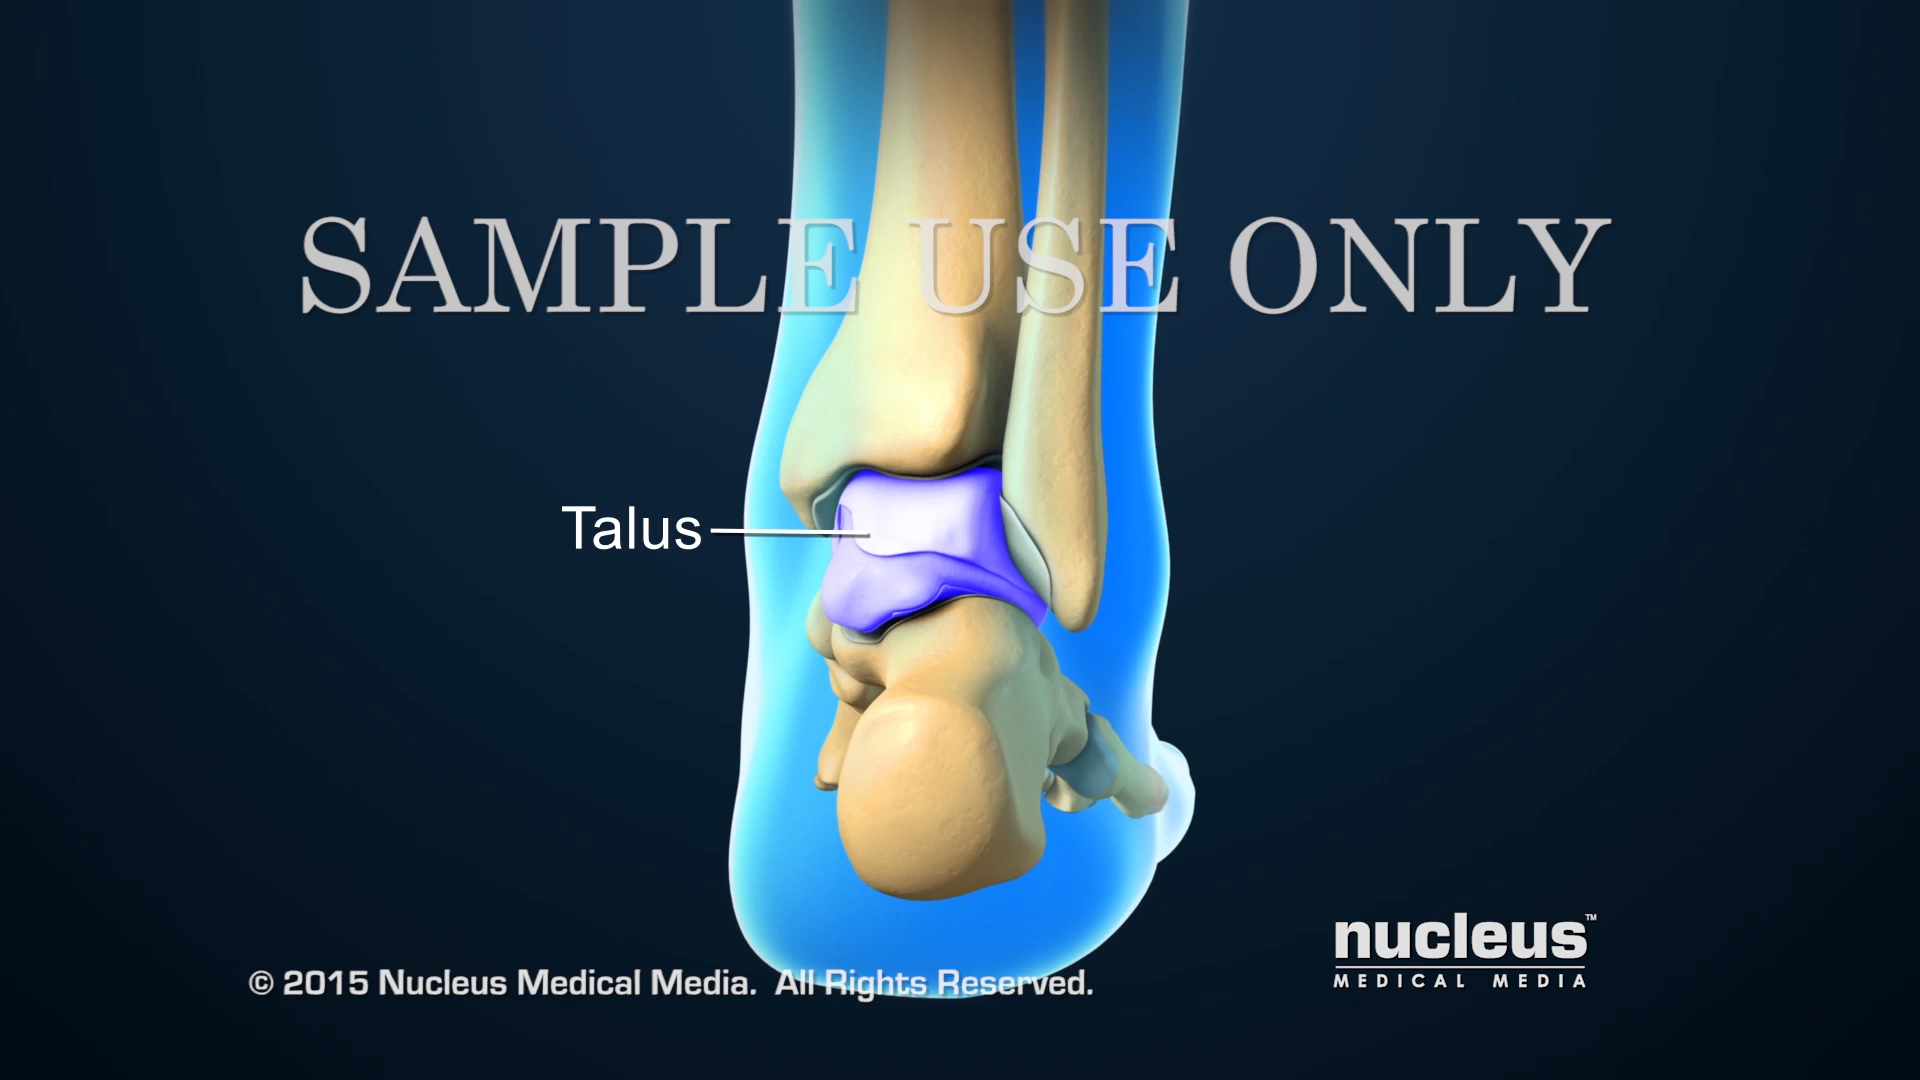 SAMPLE USE ONLY
Talus
nucleus™
MEDICAL MEDIA
© 2015 Nucleus Medical Media. All Rights Reserved.